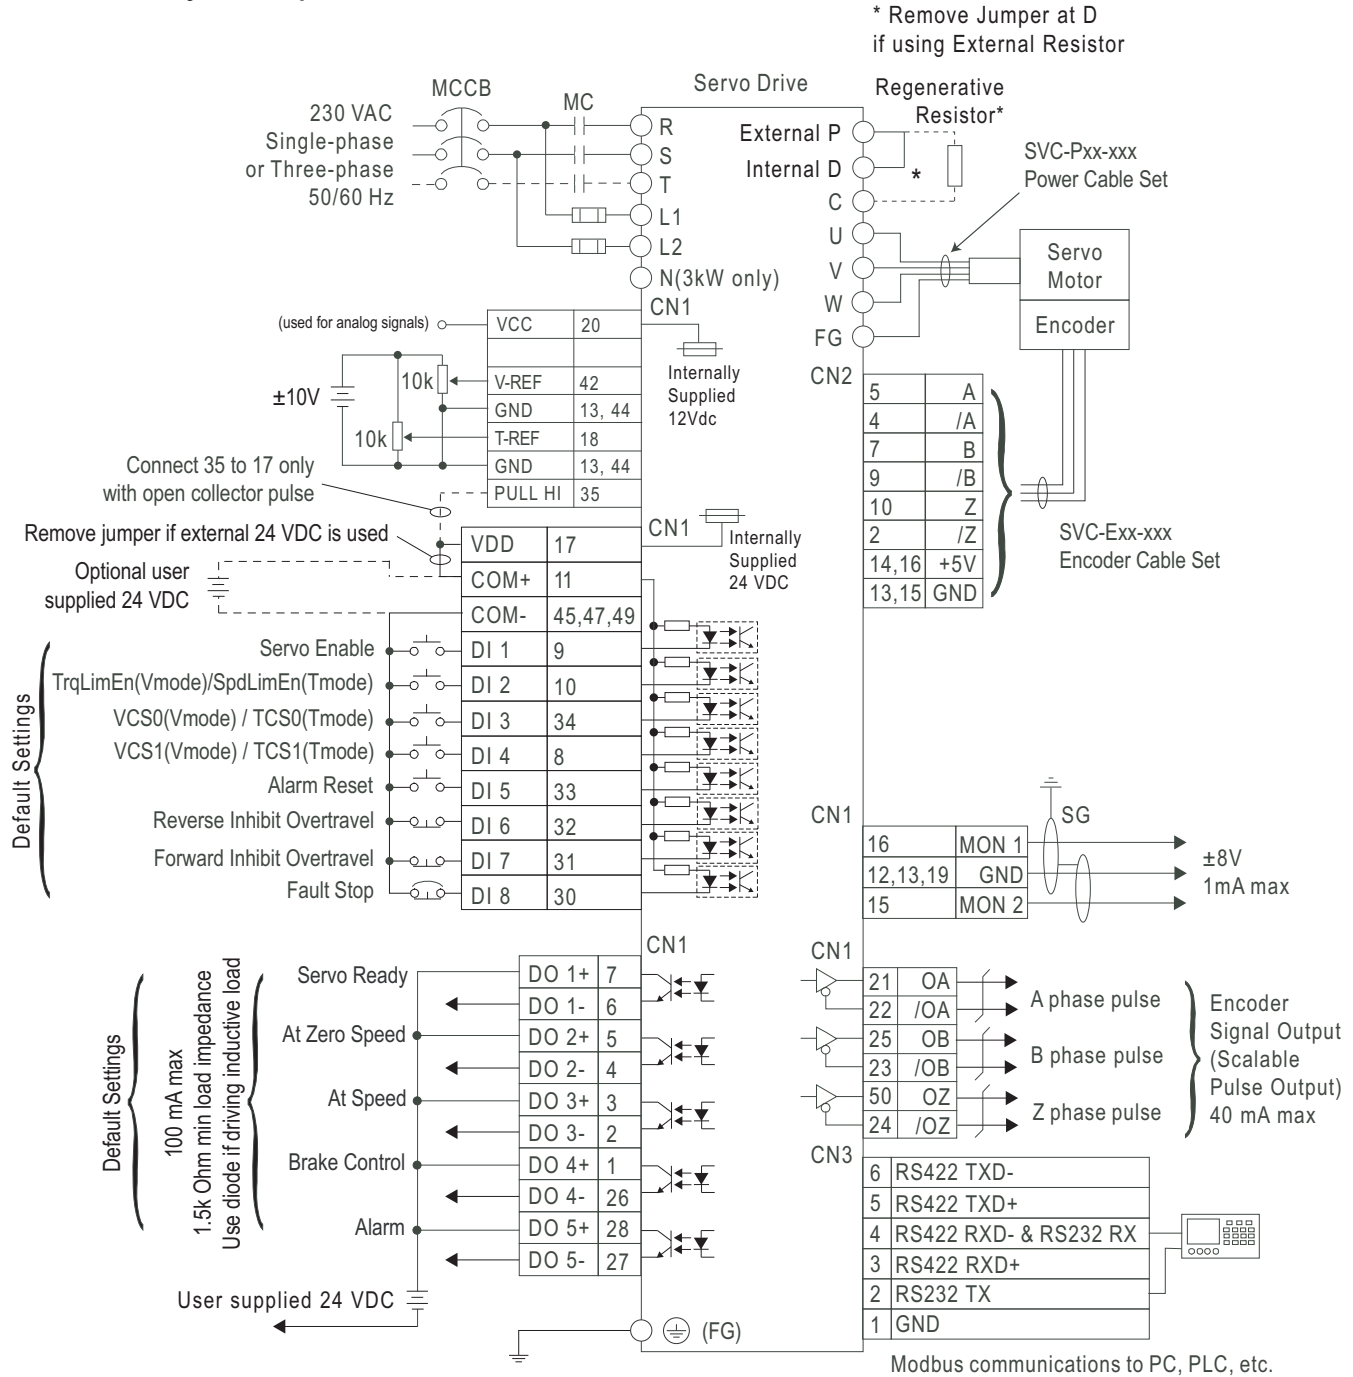 * Remove Jumper at D
if using External Resistor
MCCB
MC
230 VAC
Single-phase
or Three-phase
50/60 Hz
Servo Drive
R
S
T
L1
L2
N(3kW only)
External P
Internal D
C
U
V
W
FG
Regenerative
Resistor*
*
SVC-Pxx-xxx
Power Cable Set
Servo
Motor
Encoder
CN1
(used for analog signals)
VCC 20
V-REF 42
GND 13, 44
T-REF 18
GND 13, 44
PULL HI 35
±10V
10k
10k
Internally
Supplied
12Vdc
Connect 35 to 17 only
with open collector pulse
Remove jumper if external 24 VDC is used
Optional user
supplied 24 VDC
CN1
Internally
Supplied
24 VDC
VDD 17
COM+ 11
COM- 45,47,49
Default Settings
Servo Enable DI 1 9
TrqLimEn(Vmode)/SpdLimEn(Tmode) DI 2 10
VCS0(Vmode) / TCS0(Tmode) DI 3 34
VCS1(Vmode) / TCS1(Tmode) DI 4 8
Alarm Reset DI 5 33
Reverse Inhibit Overtravel DI 6 32
Forward Inhibit Overtravel DI 7 31
Fault Stop DI 8 30
CN2
5 A
4 /A
7 B
9 /B
10 Z
2 /Z
14,16 +5V
13,15 GND
SVC-Exx-xxx
Encoder Cable Set
CN1
SG
16 MON 1
12,13,19 GND
15 MON 2
±8V
1mA max
CN1
Default Settings
100 mA max
1.5k Ohm min load impedance
Use diode if driving inductive load
Servo Ready DO 1+ 7
DO 1- 6
At Zero Speed DO 2+ 5
DO 2- 4
At Speed DO 3+ 3
DO 3- 2
Brake Control DO 4+ 1
DO 4- 26
Alarm DO 5+ 28
DO 5- 27
User supplied 24 VDC
(FG)
CN1
21 OA
22 /OA
25 OB
23 /OB
50 OZ
24 /OZ
A phase pulse
B phase pulse
Z phase pulse
Encoder
Signal Output
(Scalable
Pulse Output)
40 mA max
CN3
6 RS422 TXD-
5 RS422 TXD+
4 RS422 RXD- & RS232 RX
3 RS422 RXD+
2 RS232 TX
1 GND
Modbus communications to PC, PLC, etc.